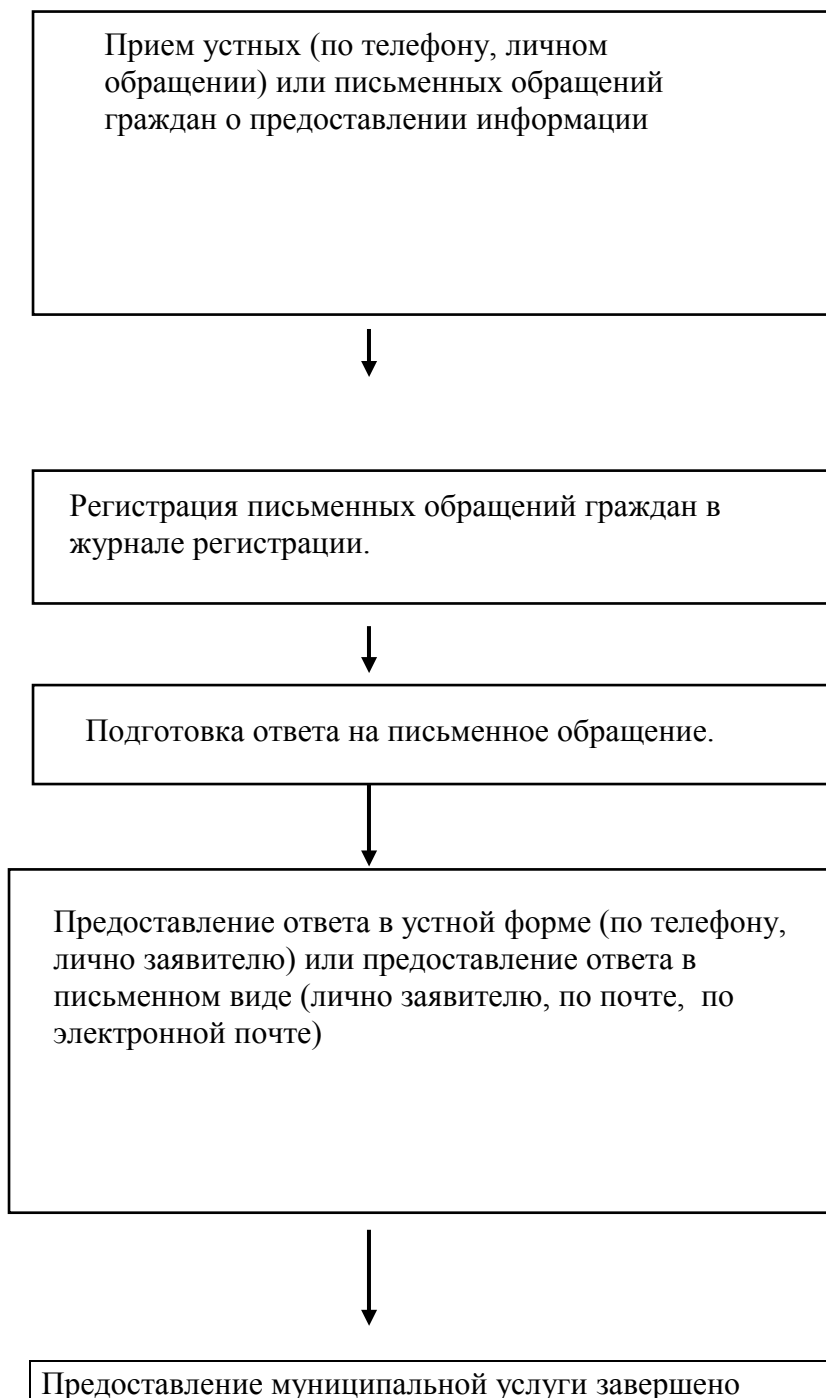 Прием устных (по телефону, личном
обращении) или письменных обращений
граждан о предоставлении информации
Регистрация письменных обращений граждан в
журнале регистрации.
Подготовка ответа на письменное обращение.
Предоставление ответа в устной форме (по телефону,
лично заявителю) или предоставление ответа в
письменном виде (лично заявителю, по почте,  по
электронной почте)
Предоставление муниципальной услуги завершено